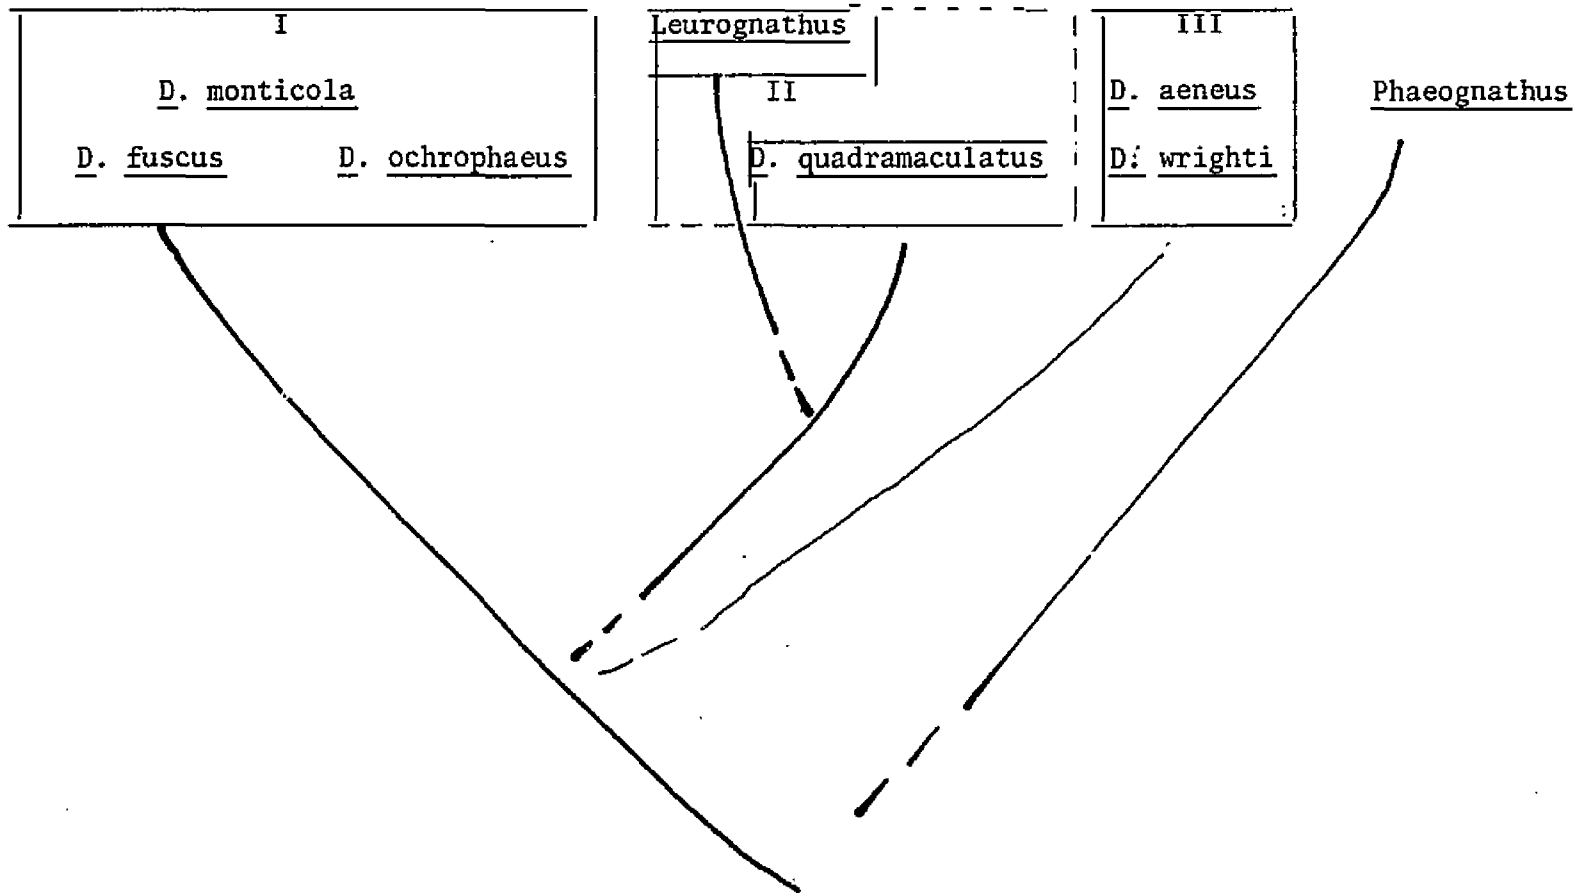 I
D. monticola
D. fuscus
D. ochrophaeus
Leurognathus
II
D. quadramaculatus
III
D. aeneus
D. wrighti
Phaeognathus